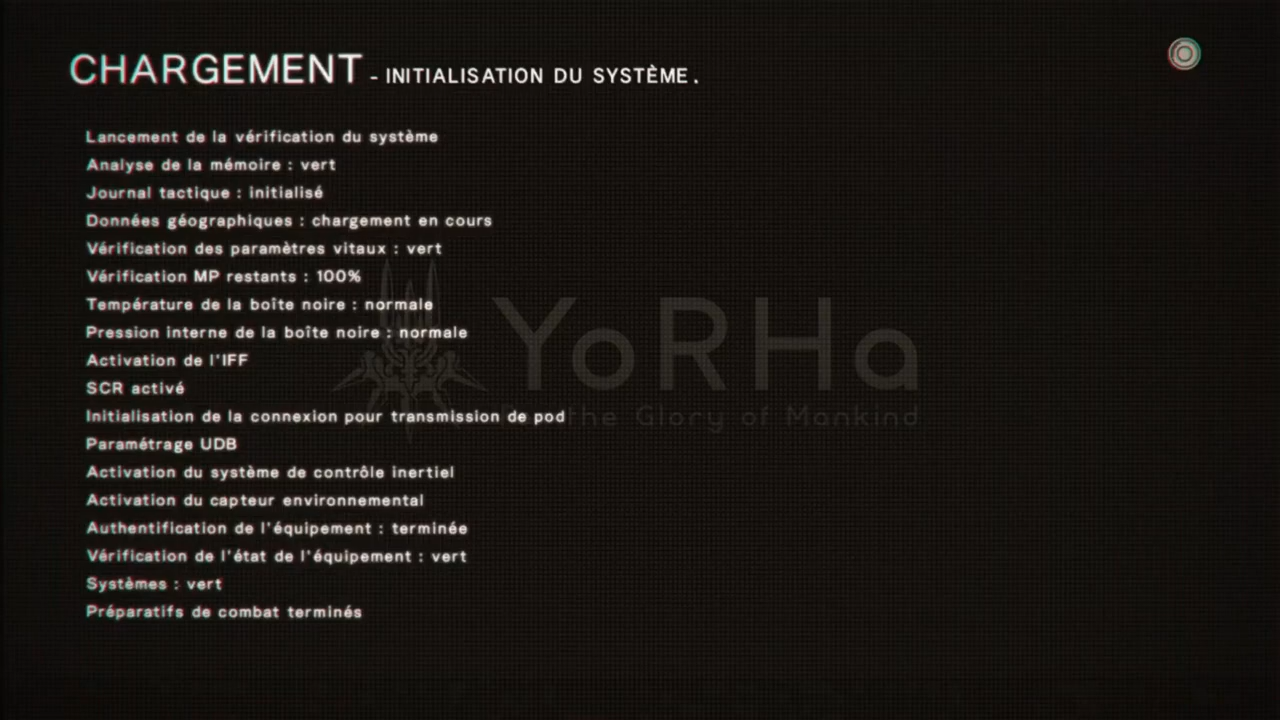 CHARGEMENT - INITIALISATION DU SYSTÈME.
Lancement de la vérification du système
Analyse de la mémoire : vert
Journal tactique : initialisé
Données géographiques : chargement en cours
Vérification des paramètres vitaux : vert
Vérification MP restants : 100%
Température de la boîte noire : normale
Pression interne de la boîte noire : normale
Activation de l'IFF
SCR activé
Initialisation de la connexion pour transmission de pod
Paramétrage UDB
Activation du système de contrôle inertiel
Activation du capteur environnemental
Authentification de l'équipement : terminée
Vérification de l'état de l'équipement : vert
Systèmes : vert
Préparatifs de combat terminés
YoRHa
the Glory of Mankind